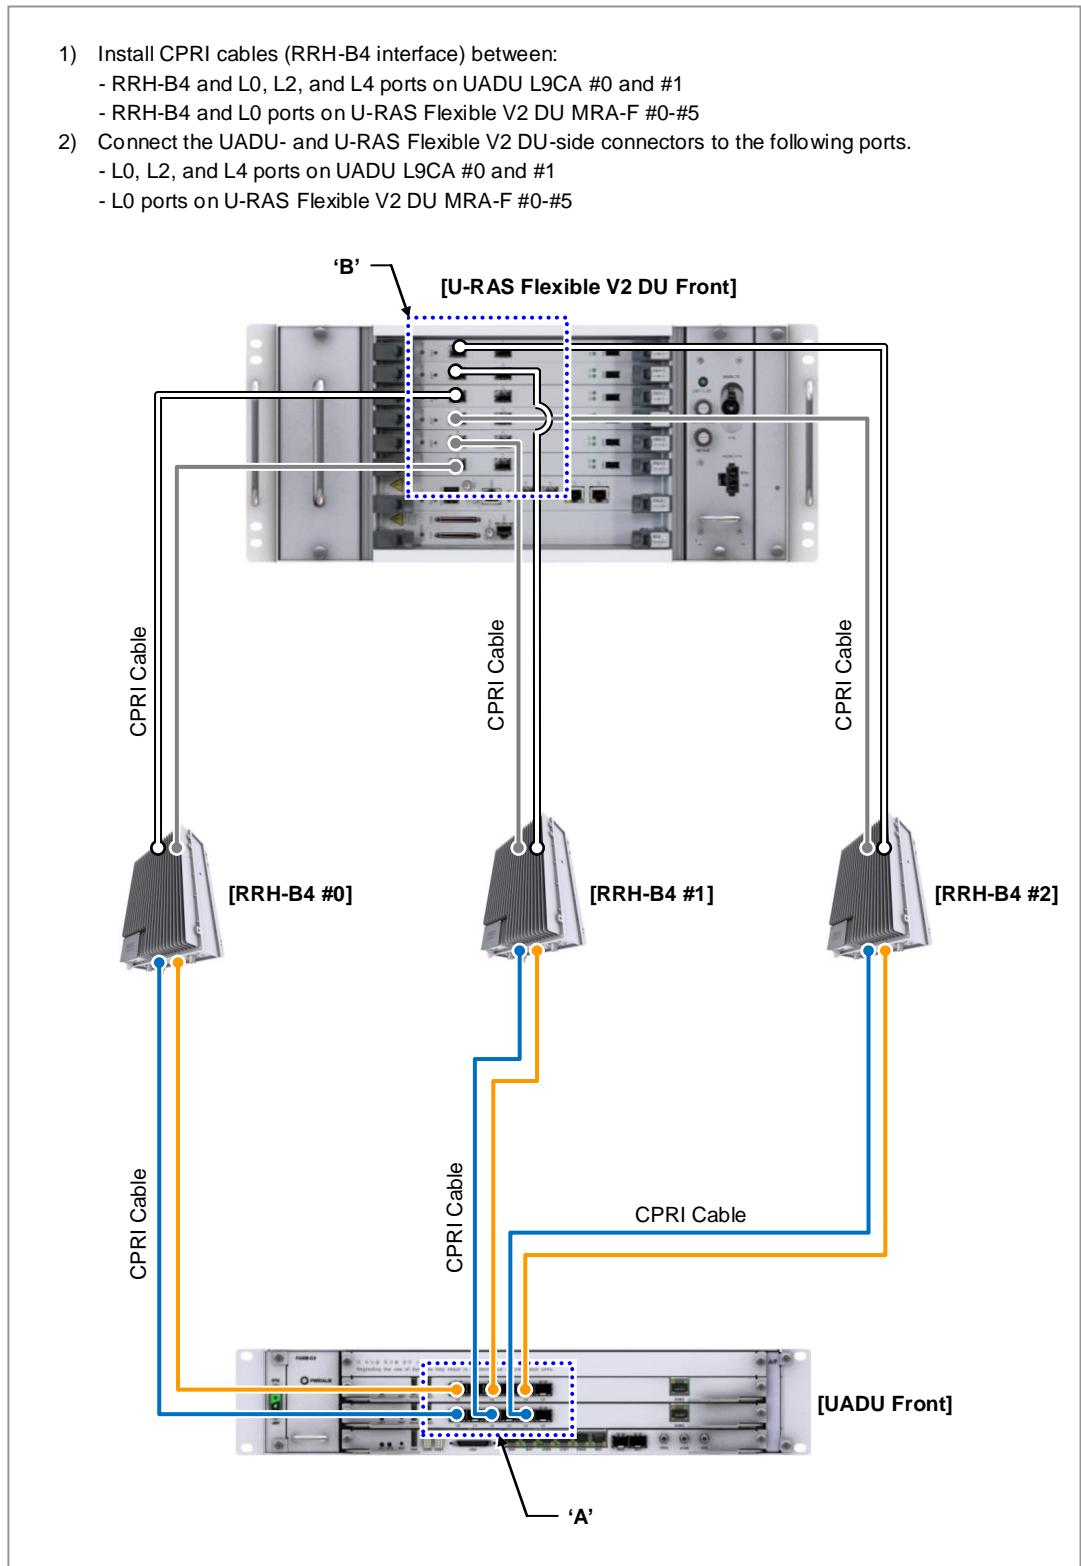 1) Install CPRI cables (RRH-B4 interface) between:
- RRH-B4 and L0, L2, and L4 ports on UADU L9CA #0 and #1
- RRH-B4 and L0 ports on U-RAS Flexible V2 DU MRA-F #0-#5
2) Connect the UADU- and U-RAS Flexible V2 DU-side connectors to the following ports.
- L0, L2, and L4 ports on UADU L9CA #0 and #1
- L0 ports on U-RAS Flexible V2 DU MRA-F #0-#5
‘B’
[U-RAS Flexible V2 DU Front]
CPRI Cable
CPRI Cable
CPRI Cable
[RRH-B4 #0]
[RRH-B4 #1]
[RRH-B4 #2]
CPRI Cable
CPRI Cable
CPRI Cable
[UADU Front]
‘A’